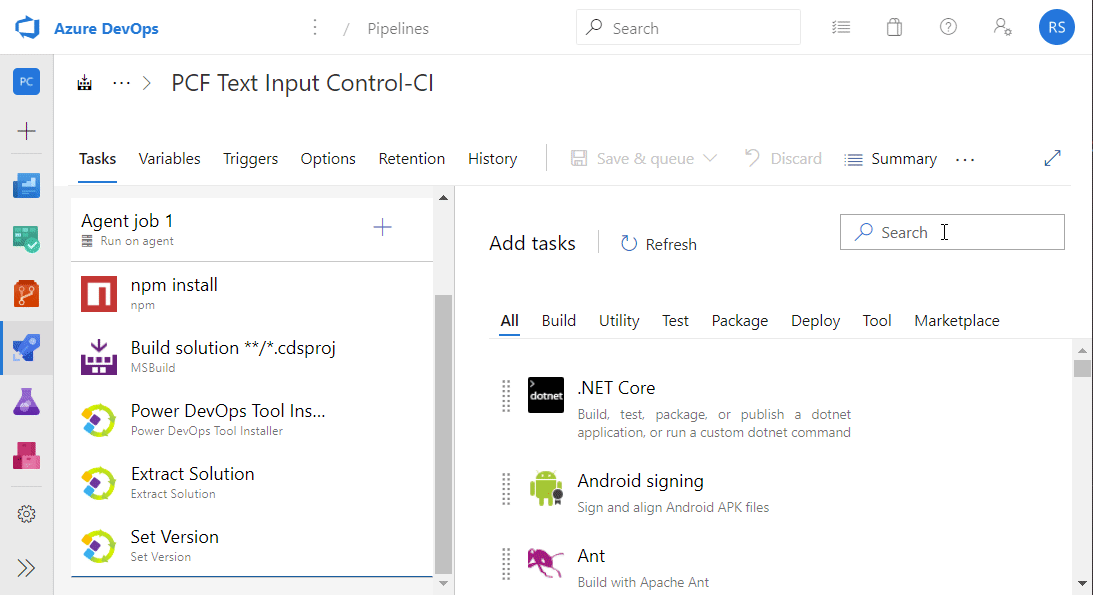 Azure DevOps
/ Pipelines
Search
RS
PC
PCF Text Input Control-CI
Tasks
Variables
Triggers
Options
Retention
History
Save & queue
Discard
Summary
Agent job 1
Run on agent
npm install
npm
Build solution **/*.cdsproj
MSBuild
Power DevOps Tool Ins...
Power DevOps Tool Installer
Extract Solution
Extract Solution
Set Version
Set Version
Add tasks
Refresh
Search
All
Build
Utility
Test
Package
Deploy
Tool
Marketplace
dotnet
.NET Core
Build, test, package, or publish a dotnet
application, or run a custom dotnet command
Android signing
Sign and align Android APK files
Ant
Build with Apache Ant